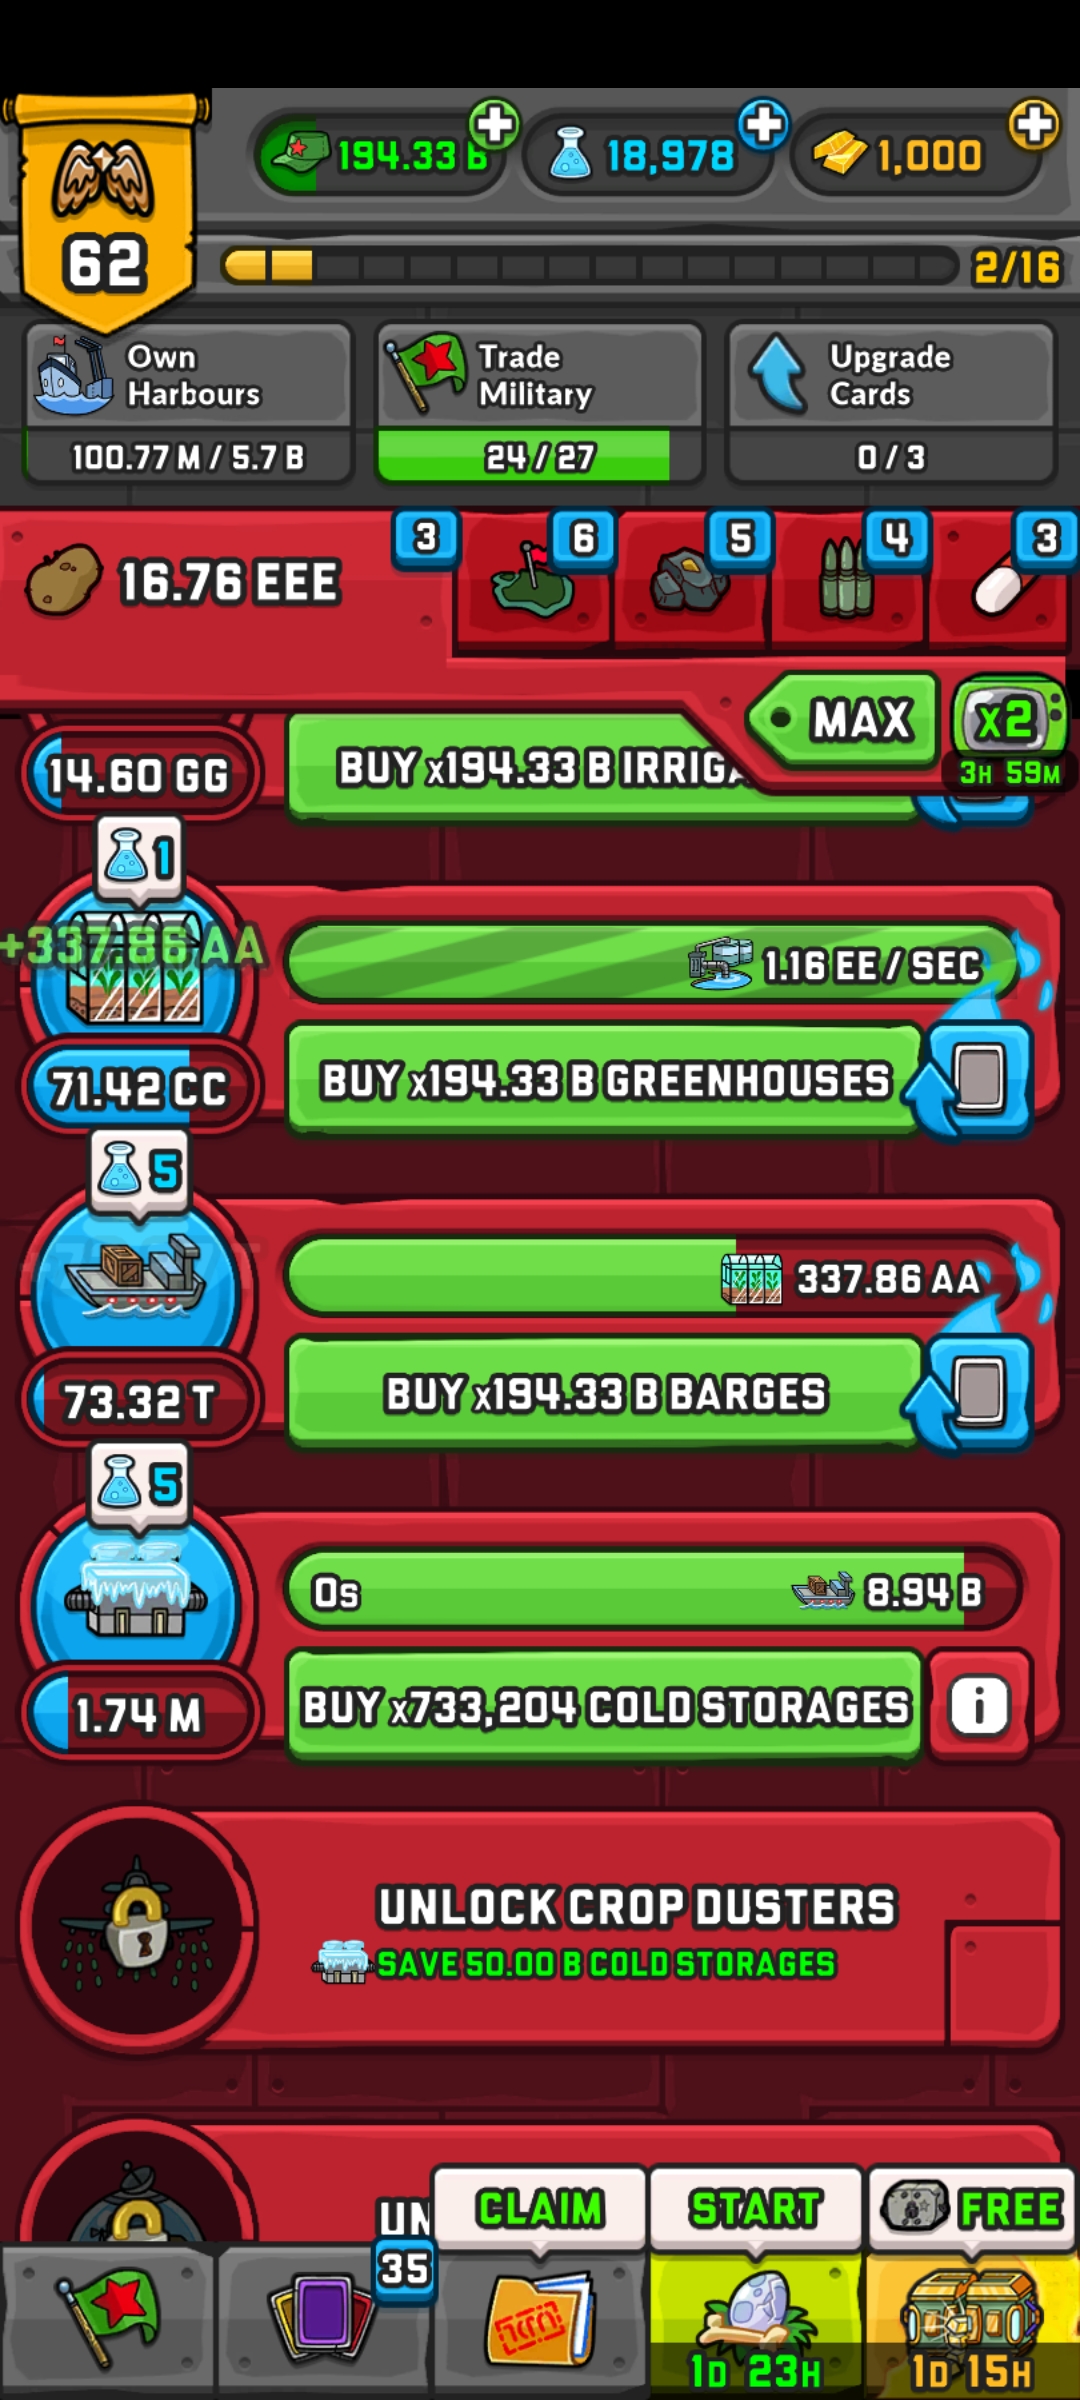 194.33 B
18,978
1,000
62
2/16
Own
Harbours
100.77 M / 5.7 B
Trade
Military
24 / 27
Upgrade
Cards
0 / 3
16.76 EEE
3
6
5
4
3
MAX
x2
3H 59M
14.60 GG
BUY x194.33 B
1
+337.86 AA
1.16 EE / SEC
71.42 CC
BUY x194.33 B GREENHOUSES
5
337.86 AA
73.32 T
BUY x194.33 B BARGES
5
0s
8.94 B
1.74 M
BUY x733,204 COLD STORAGES
i
UNLOCK CROP DUSTERS
SAVE 50.00 B COLD STORAGES
UN
CLAIM
START
FREE
35
1D 23H
1D 15H